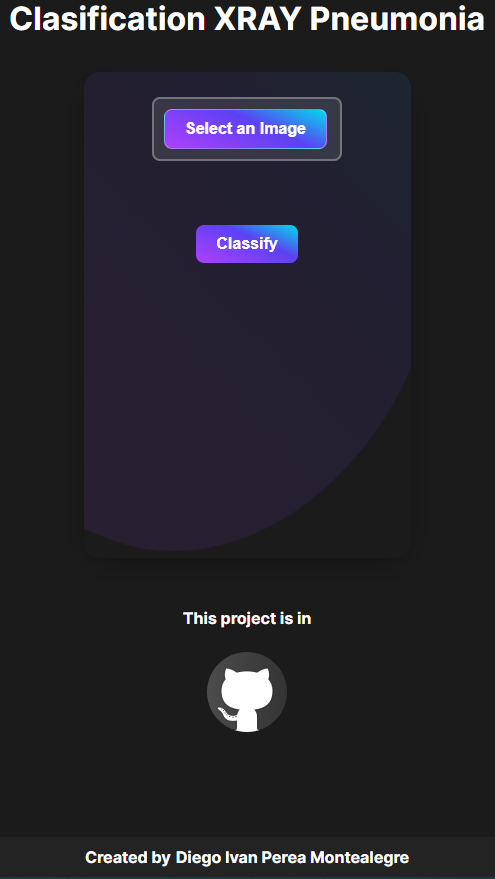 Clasification XRAY Pneumonia
Select an Image
Classify
This project is in
Created by Diego Ivan Perea Montealegre